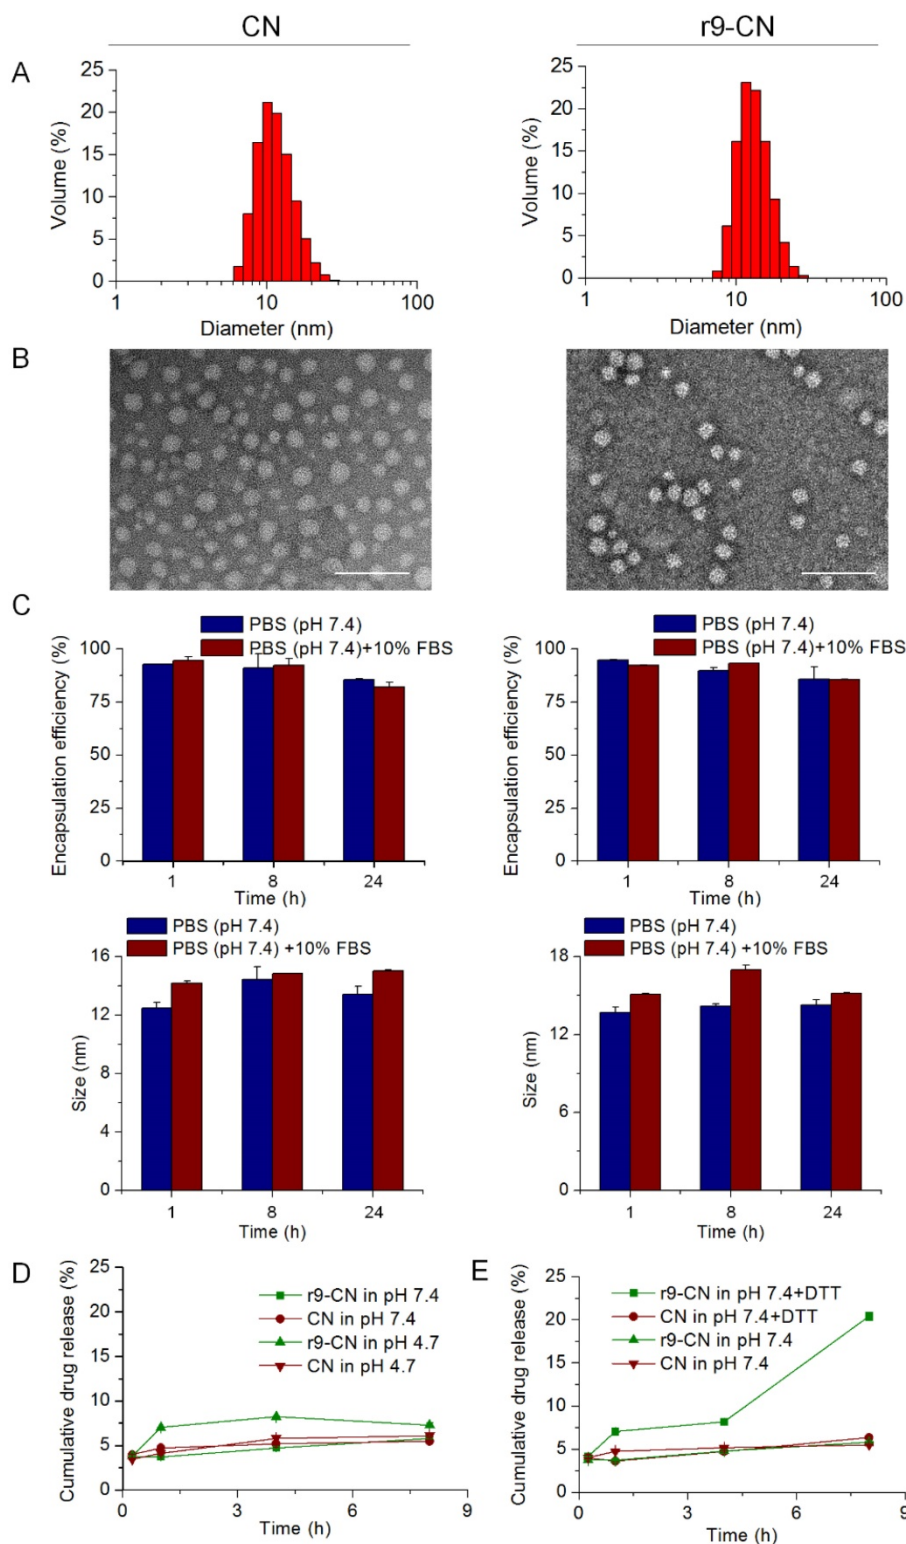 CN
r9-CN
A
25
20
15
10
5
0
Volume (%)
1
10
100
Diameter (nm)
25
20
15
10
5
0
Volume (%)
1
10
100
Diameter (nm)
B
C
PBS (pH 7.4)
PBS (pH 7.4)+10% FBS
100
75
50
25
0
Encapsulation efficiency (%)
1
8
24
Time (h)
PBS (pH 7.4)
PBS (pH 7.4)+10% FBS
100
75
50
25
0
Encapsulation efficiency (%)
1
8
24
Time (h)
PBS (pH 7.4)
PBS (pH 7.4) +10% FBS
16
12
8
4
0
Size (nm)
1
8
24
Time (h)
PBS (pH 7.4)
PBS (pH 7.4) +10% FBS
18
12
6
0
Size (nm)
1
8
24
Time (h)
D
25
20
15
10
5
0
Cumulative drug release (%)
r9-CN in pH 7.4
CN in pH 7.4
r9-CN in pH 4.7
CN in pH 4.7
0
3
6
9
Time (h)
E
25
20
15
10
5
0
Cumulative drug release (%)
r9-CN in pH 7.4+DTT
CN in pH 7.4+DTT
r9-CN in pH 7.4
CN in pH 7.4
0
3
6
9
Time (h)